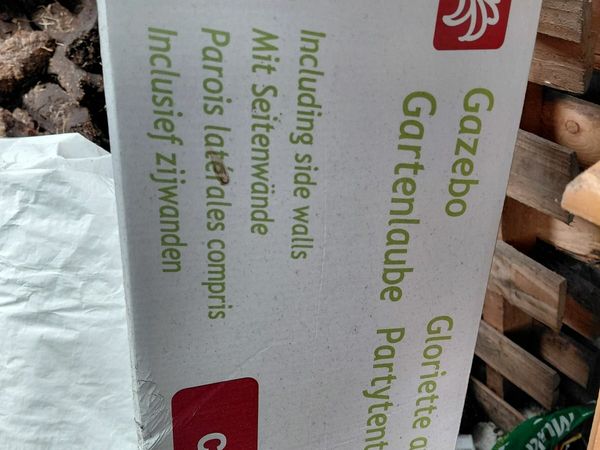 Gazebo Gloriette
Gartenlaube Partytent
Including side walls
Mit Seitenwände
Parois latérales compris
Inclusief zijwanden
C